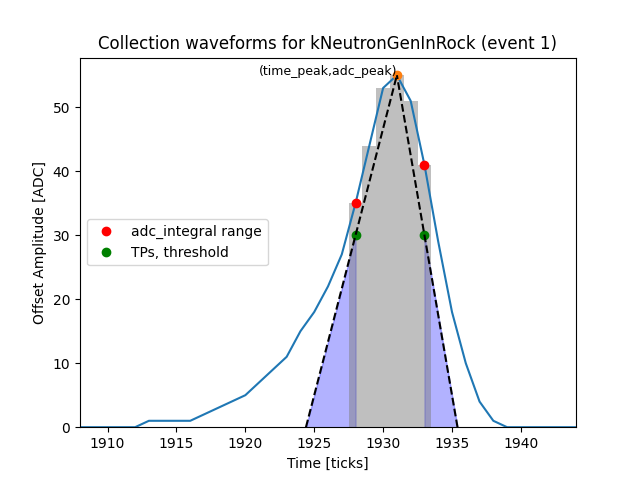 Collection waveforms for kNeutronGenInRock (event 1)
(time_peak,adc_peak)
50
40
30
20
10
0
Offset Amplitude [ADC]
adc_integral range
TPs, threshold
1910 1915 1920 1925 1930 1935 1940
Time [ticks]